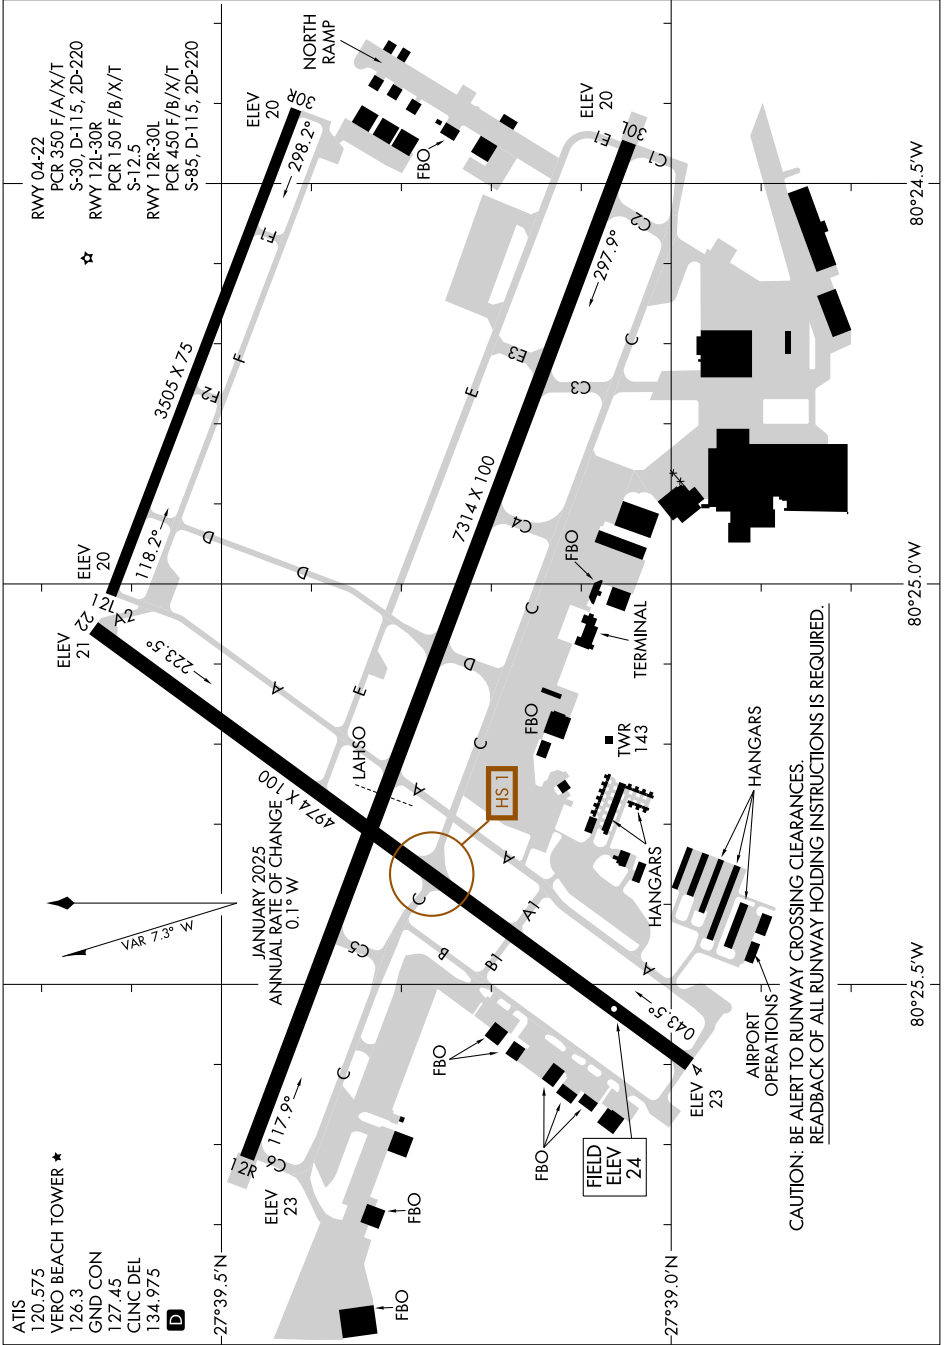 RWY 04-22
PCR 350 F/A/X/T
S-30, D-115, 2D-220
RWY 12L-30R
PCR 150 F/B/X/T
S-12.5
RWY 12R-30L
PCR 450 F/B/X/T
S-85, D-115, 2D-220
ATIS
120.575
VERO BEACH TOWER ★
126.3
GND CON
127.45
CLNC DEL
134.975
D
NORTH
RAMP
FBO
ELEV
20
30R
298.2°
F1
F
3505 X 75
F2
ELEV
20
30L
E1
C1
C2
297.9°
C
E3
C3
E
7314 X 100
C4
D
D
118.2°
ELEV
20
12L
A2
22
ELEV
21
223.5°
A
E
LAHSO
4974 X 100
A
C
D
C
FBO
TERMINAL
FBO
TWR
143
HS 1
HANGARS
HANGARS
JANUARY 2025
ANNUAL RATE OF CHANGE
0.1° W
VAR 7.3° W
C
C5
B
B1
A1
A
A
043.5°
4
ELEV
23
AIRPORT
OPERATIONS
FBO
FBO
FIELD
ELEV
24
C
117.9°
12R
C6
ELEV
23
FBO
FBO
27°39.5'N
27°39.0'N
80°24.5'W
80°25.0'W
80°25.5'W
CAUTION: BE ALERT TO RUNWAY CROSSING CLEARANCES.
READBACK OF ALL RUNWAY HOLDING INSTRUCTIONS IS REQUIRED.